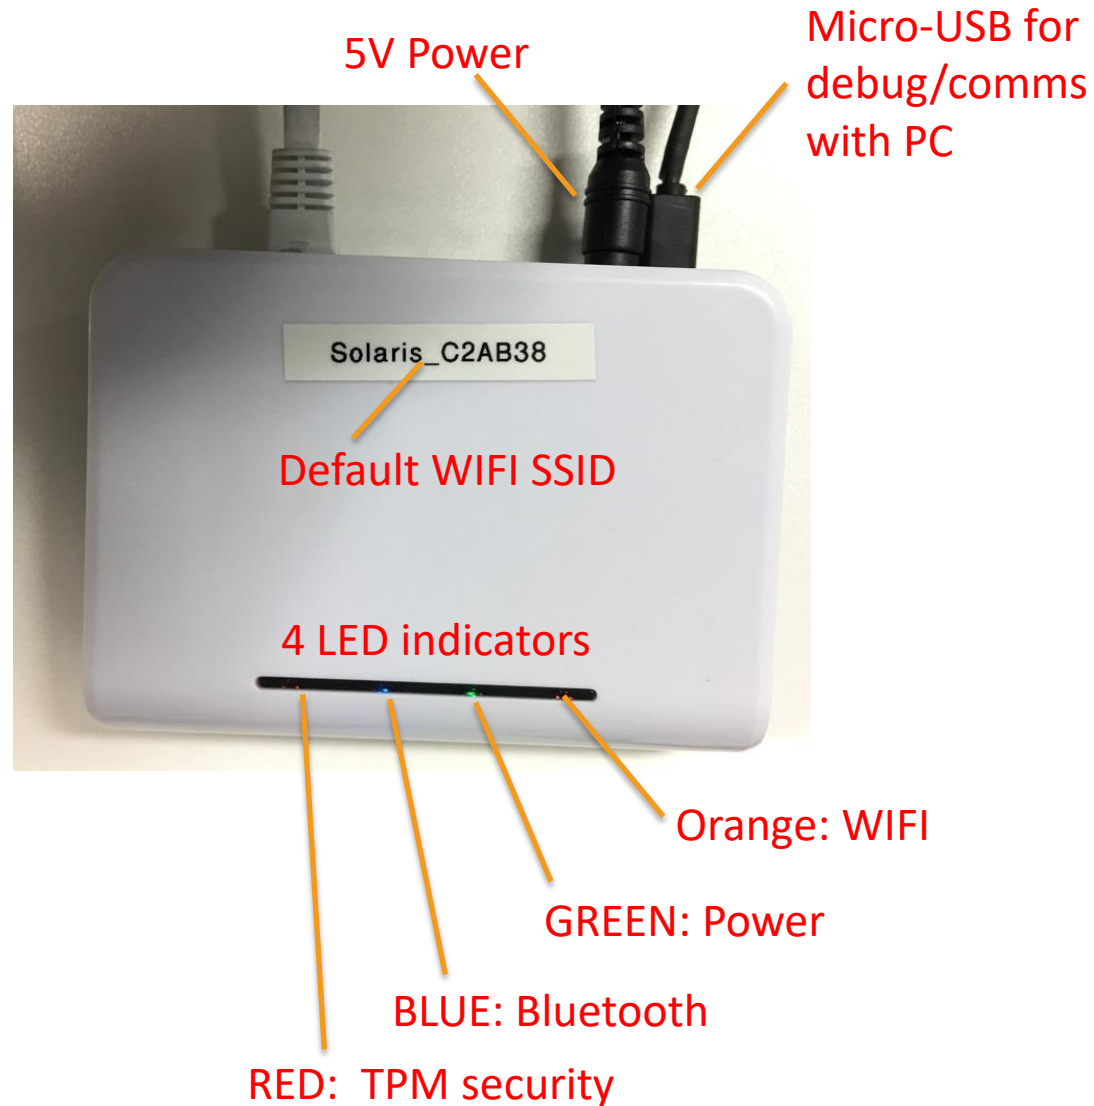 5V Power
Micro-USB for
debug/comms
with PC
Solaris_C2AB38
Default WIFI SSID
4 LED indicators
Orange: WIFI
GREEN: Power
BLUE: Bluetooth
RED:  TPM security